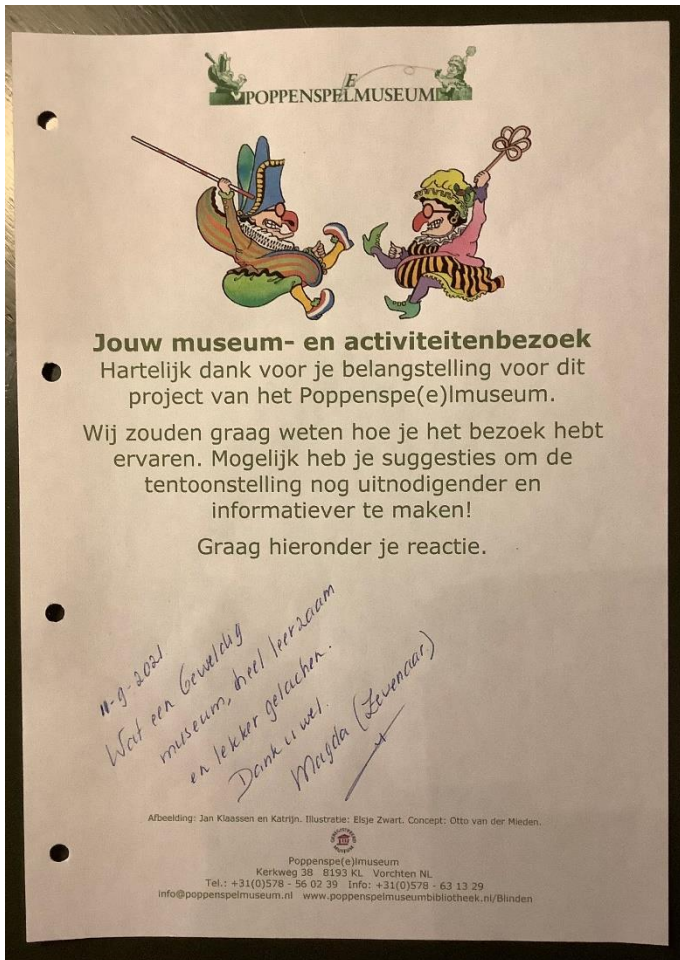 POPPENSPELMUSEUM
E
Jouw museum- en activiteitenbezoek
Hartelijk dank voor je belangstelling voor dit
project van het Poppenspe(e)lmuseum.
Wij zouden graag weten hoe je het bezoek hebt
ervaren. Mogelijk heb je suggesties om de
tentoonstelling nog uitnodigender en
informatiever te maken!
Graag hieronder je reactie.
11-9-2021
Wat een Geweldig
museum, heel leerzaam
en lekker gelachen.
Dank u wel.
Magda (Zevenaar.)
Afbeelding: Jan Klaassen en Katrijn. Illustratie: Elsje Zwart. Concept: Otto van der Mieden.
GEREGISTREERD
MUSEUM
Poppenspe(e)lmuseum
Kerkweg 38 8193 KL Vorchten NL
Tel.: +31(0)578 - 56 02 39 Info: +31(0)578 - 63 13 29
info@poppenspelmuseum.nl www.poppenspelmuseumbibliotheek.nl/Blinden